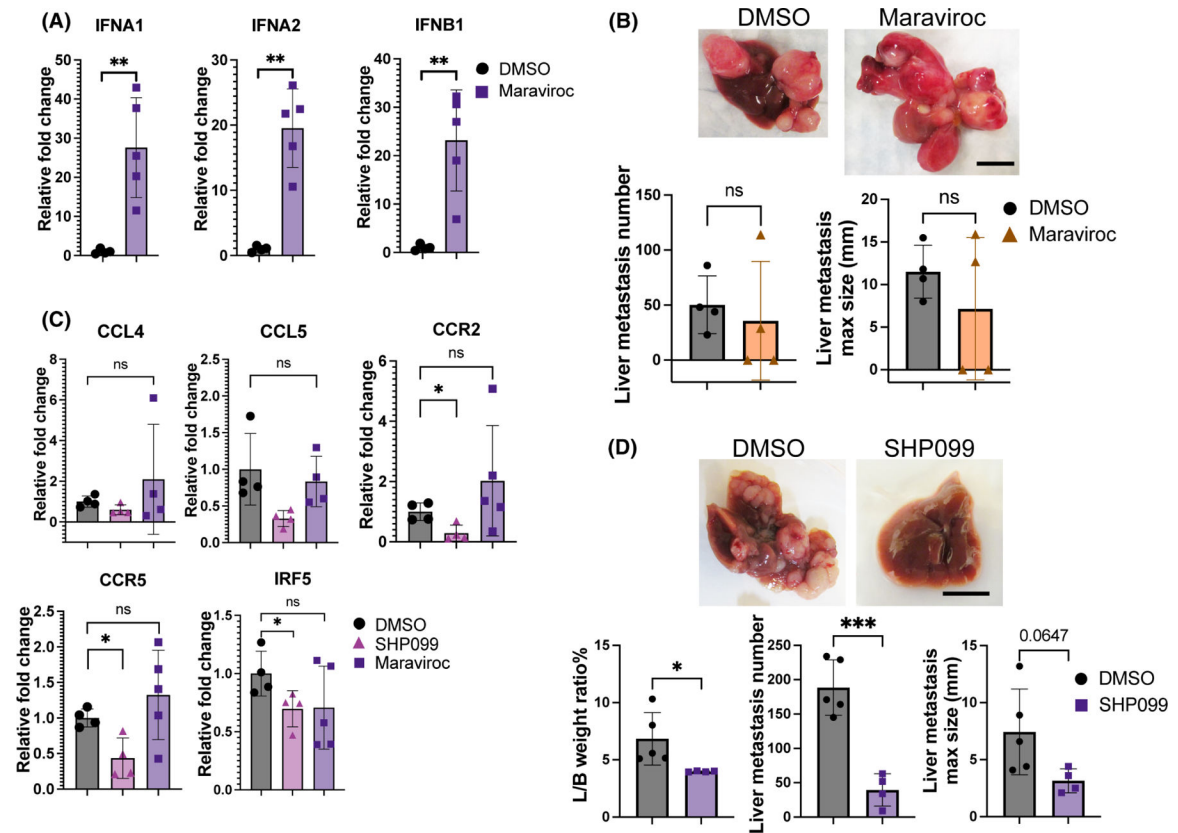 (A)
IFNA1
IFNA2
IFNB1
Relative fold change
50
40
30
20
10
0
**
Relative fold change
30
20
10
0
**
Relative fold change
40
30
20
10
0
**
DMSO
Maraviroc
(B)
DMSO
Maraviroc
Liver metastasis number
150
100
50
0
ns
Liver metastasis
max size (mm)
20
15
10
5
0
ns
DMSO
Maraviroc
(C)
CCL4
Relative fold change
8
6
4
2
0
ns
CCL5
Relative fold change
2.5
2.0
1.5
1.0
0.5
0.0
ns
CCR2
Relative fold change
6
4
2
0
ns
*
CCR5
Relative fold change
2.5
2.0
1.5
1.0
0.5
0.0
ns
*
IRF5
Relative fold change
1.5
1.0
0.5
0.0
ns
*
DMSO
SHP099
Maraviroc
(D)
DMSO
SHP099
L/B weight ratio%
15
10
5
0
*
Liver metastasis number
250
200
150
100
50
0
***
Liver metastasis
max size (mm)
15
10
5
0
0.0647
DMSO
SHP099